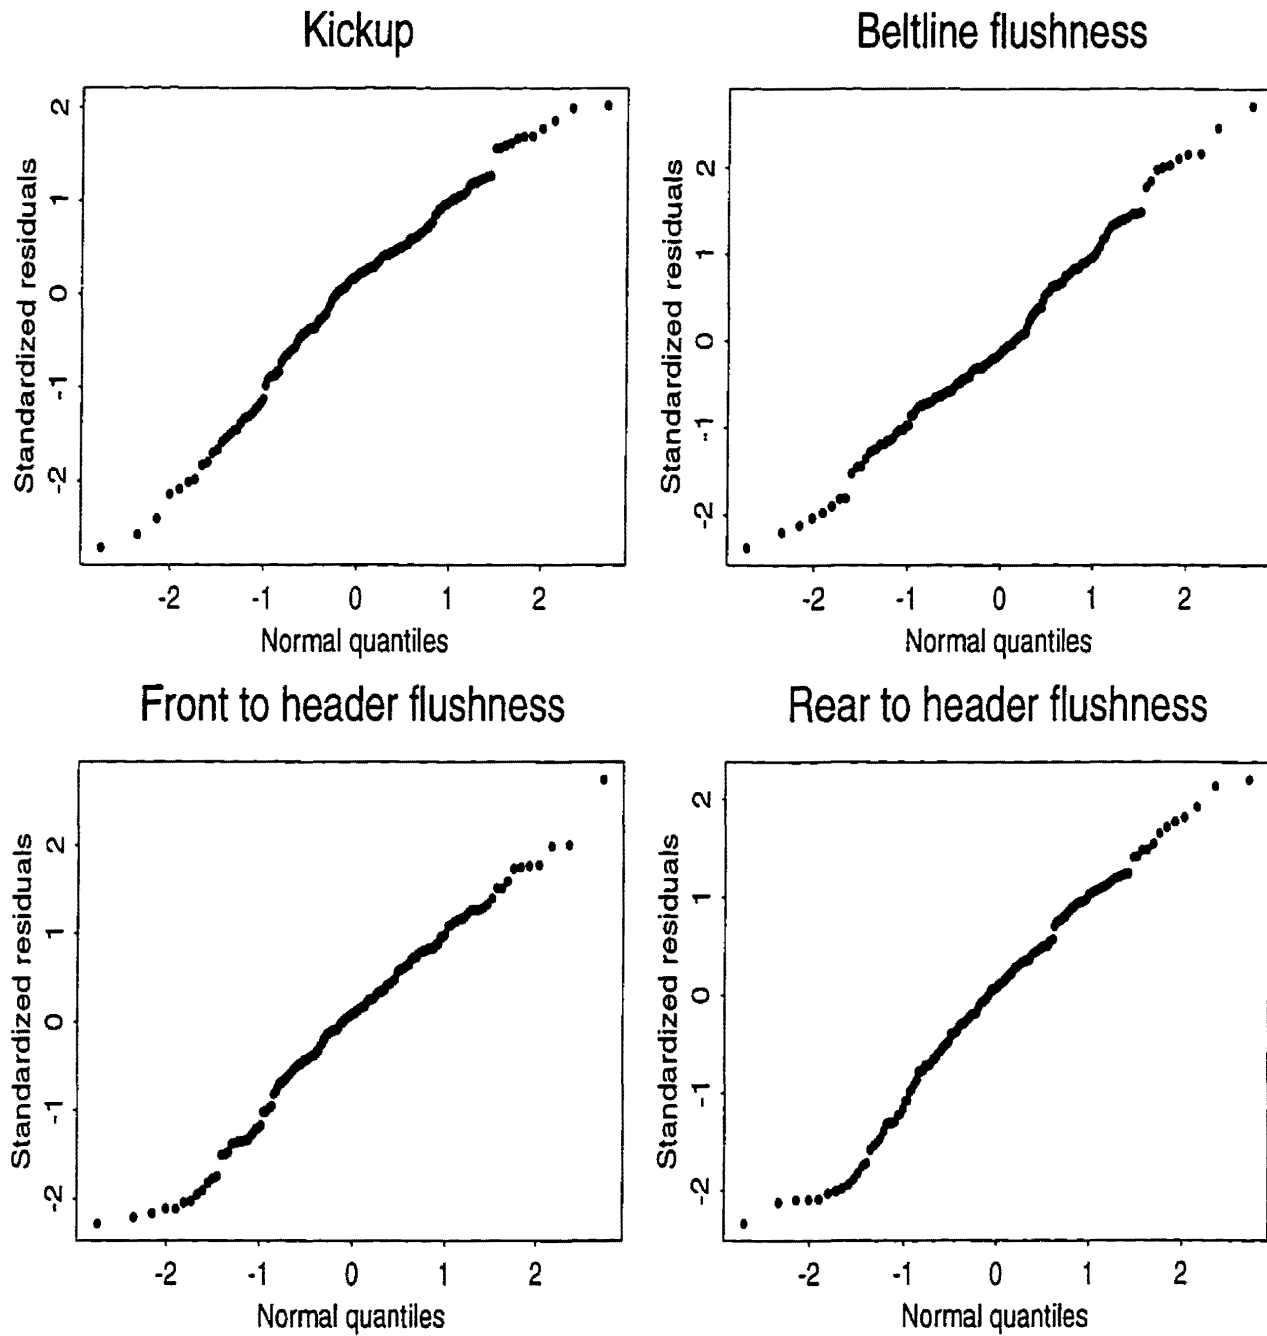 Kickup
Beltline flushness
Standardized residuals
2
1
0
-1
-2
-2 -1 0 1 2
Normal quantiles
Standardized residuals
2
1
0
-1
-2
-2 -1 0 1 2
Normal quantiles
Front to header flushness
Rear to header flushness
Standardized residuals
2
1
0
-1
-2
-2 -1 0 1 2
Normal quantiles
Standardized residuals
2
1
0
-1
-2
-2 -1 0 1 2
Normal quantiles